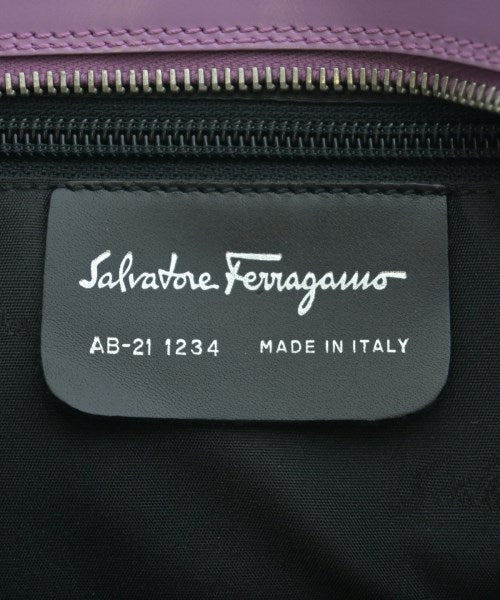 Salvatore Ferragamo
AB-21 1234 MADE IN ITALY